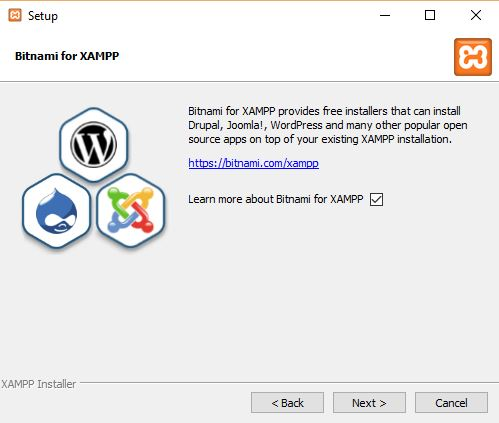 Setup
Bitnami for XAMPP
Bitnami for XAMPP provides free installers that can install
Drupal, Joomla!, WordPress and many other popular open
source apps on top of your existing XAMPP installation.
https://bitnami.com/xampp
Learn more about Bitnami for XAMPP
XAMPP Installer
< Back
Next >
Cancel